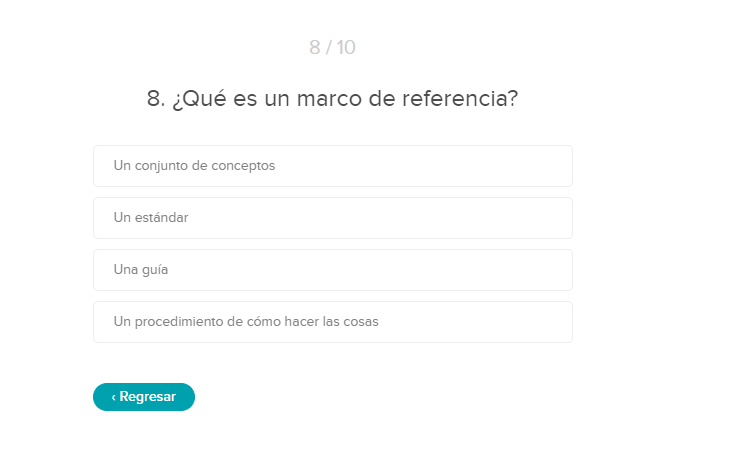 8 / 10
8. ¿Qué es un marco de referencia?
Un conjunto de conceptos
Un estándar
Una guía
Un procedimiento de cómo hacer las cosas
‹ Regresar